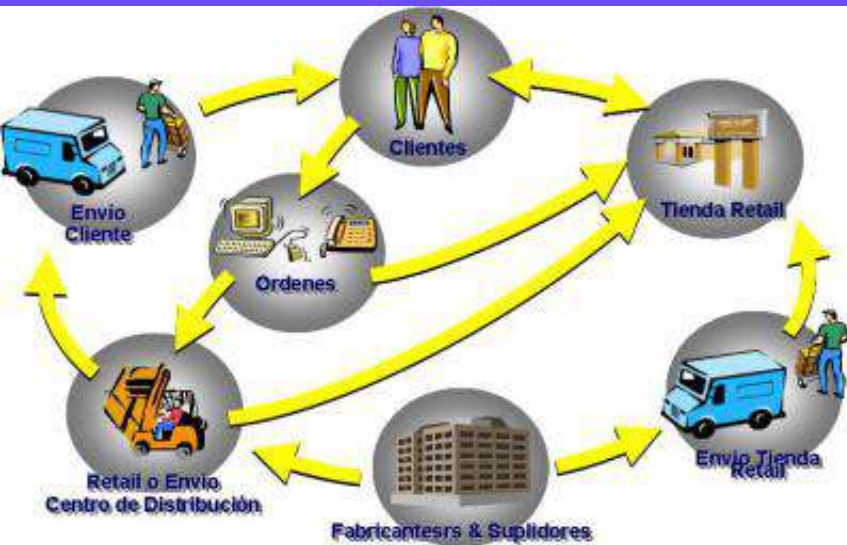 Clientes
Envio
Cliente
Tienda Retail
Ordenes
Envio Tienda
Retail
Retail o Envio
Centro de Distribución
Fabricantesrs & Suplidores